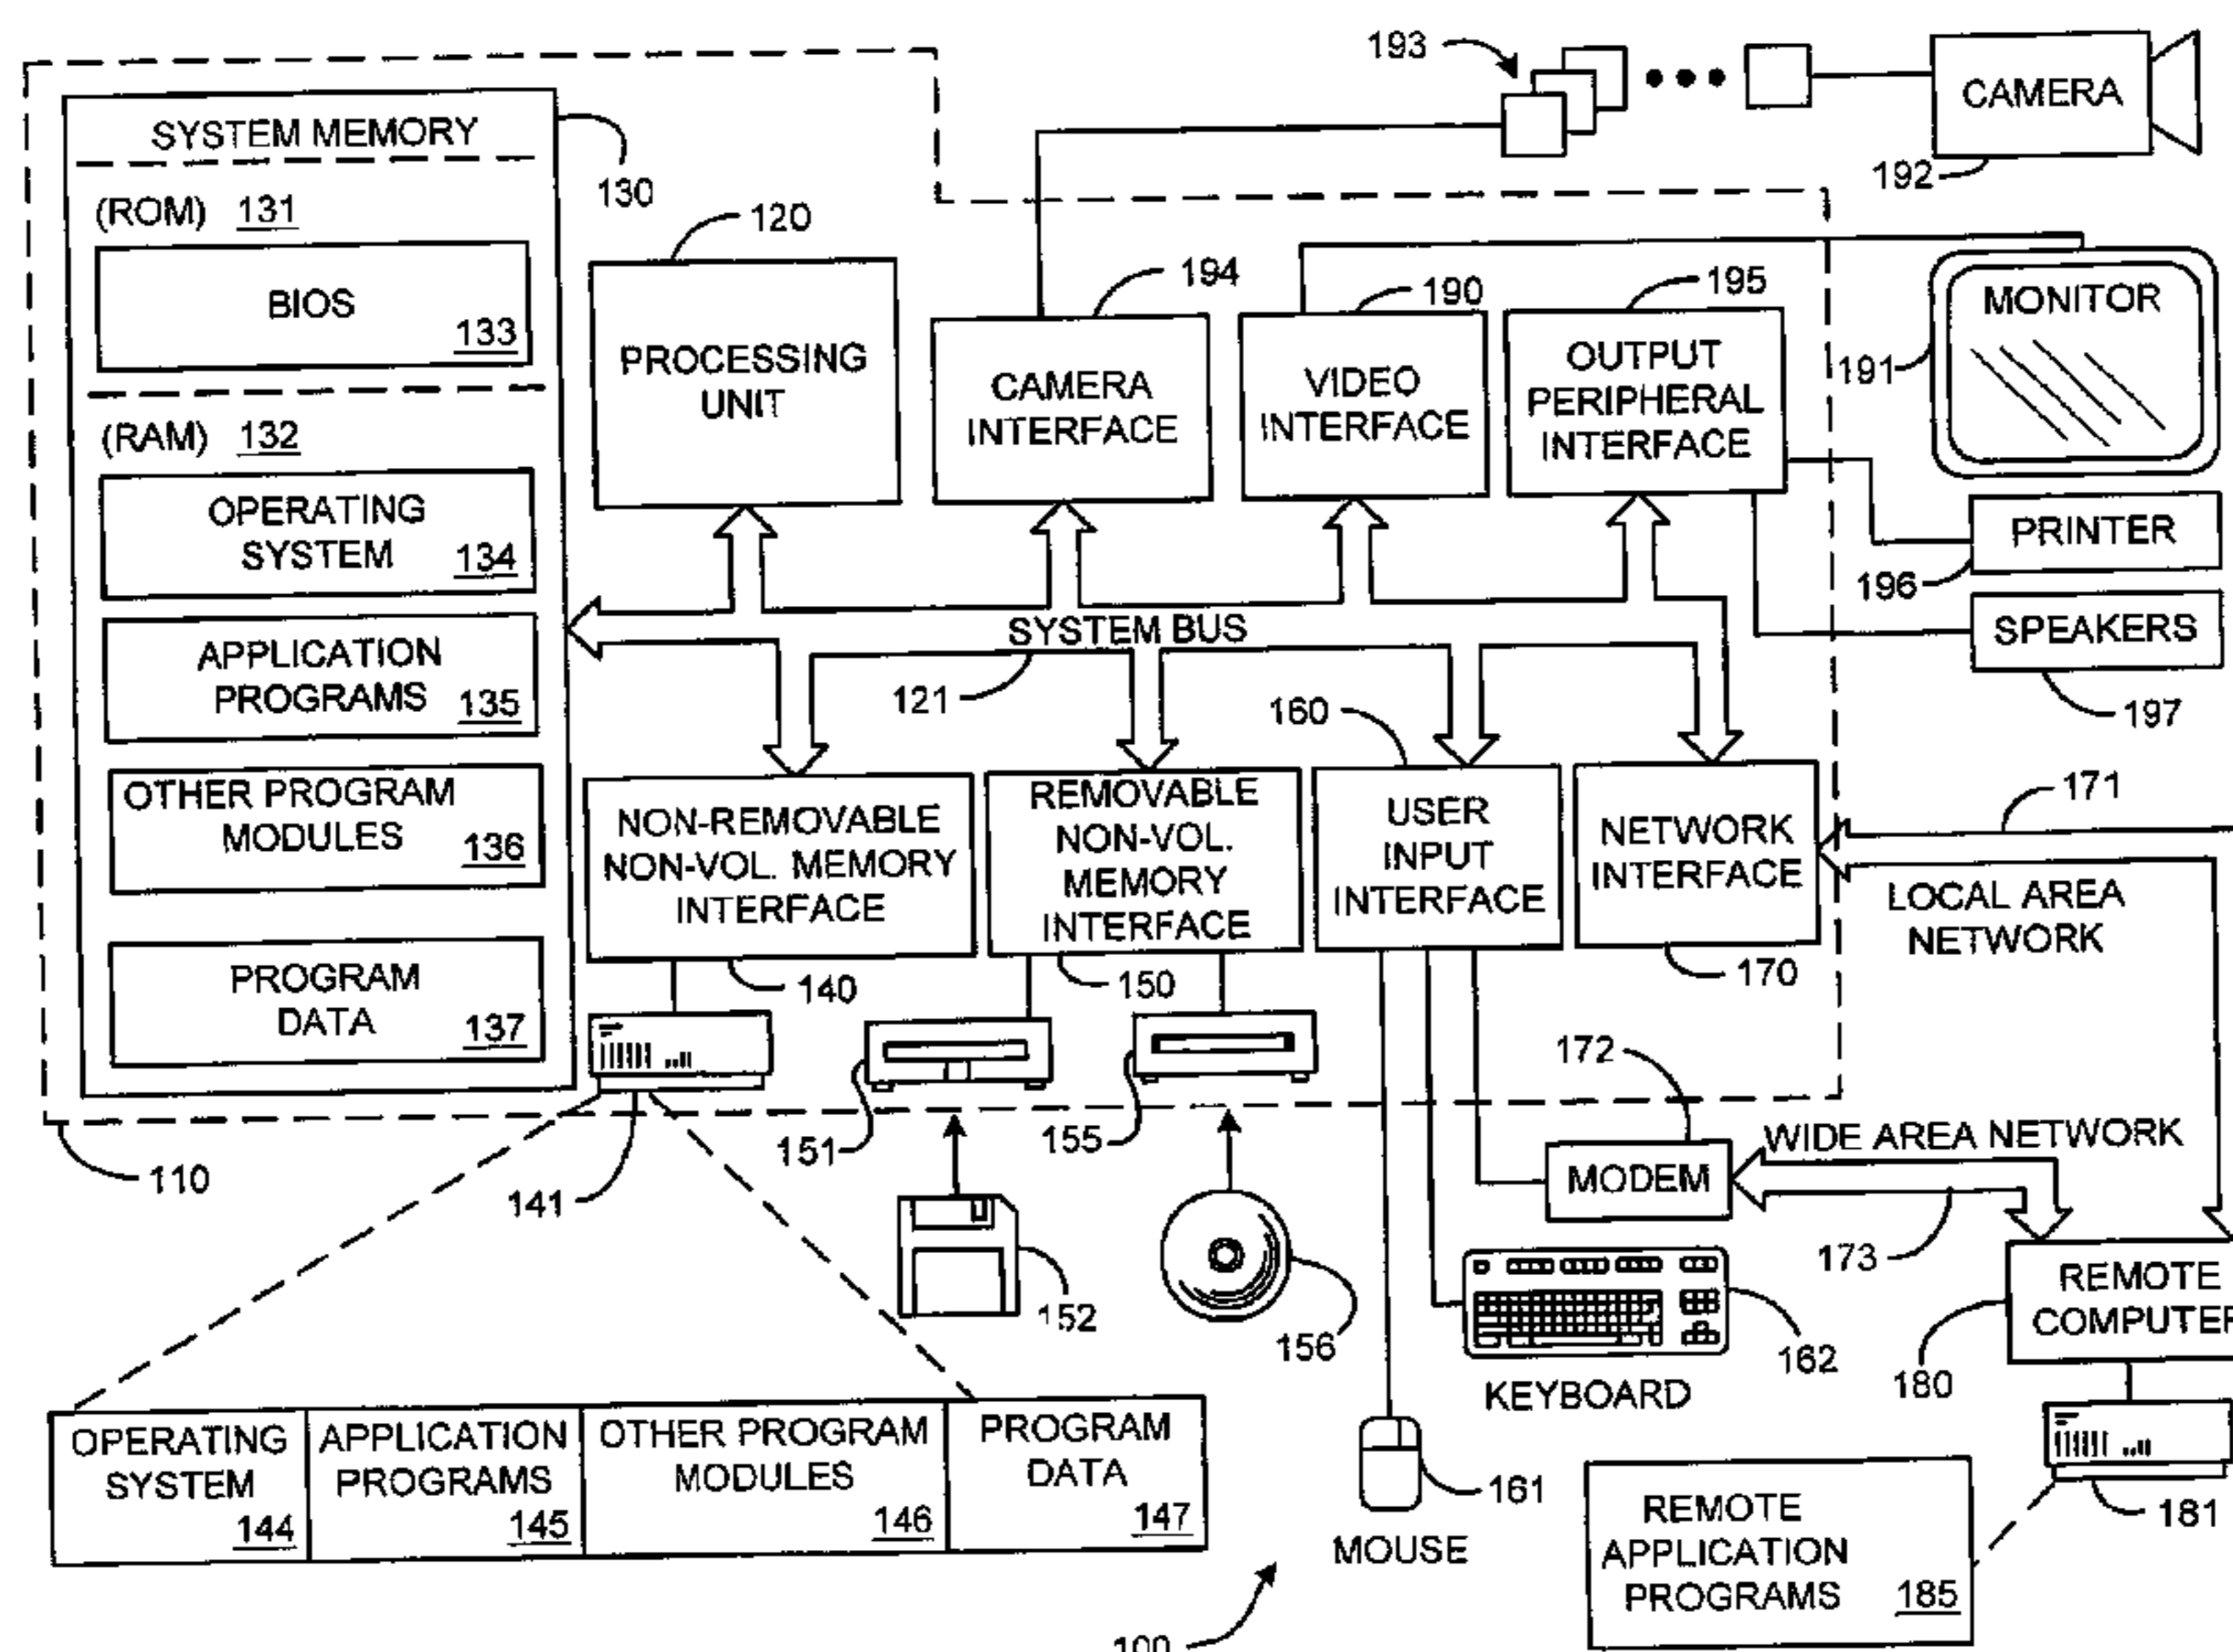 193
CAMERA
192
SYSTEM MEMORY
130
(ROM) 131
BIOS
133
120
PROCESSING
UNIT
194
CAMERA
INTERFACE
190
VIDEO
INTERFACE
195
OUTPUT
PERIPHERAL
INTERFACE
MONITOR
191
(RAM) 132
OPERATING
SYSTEM 134
PRINTER
196
SPEAKERS
197
APPLICATION
PROGRAMS 135
SYSTEM BUS
121
OTHER PROGRAM
MODULES 136
PROGRAM
DATA 137
NON-REMOVABLE
NON-VOL. MEMORY
INTERFACE
140
REMOVABLE
NON-VOL.
MEMORY
INTERFACE
150
160
USER
INPUT
INTERFACE
NETWORK
INTERFACE
170
171
LOCAL AREA
NETWORK
110
141
151
155
152
156
172
MODEM
WIDE AREA NETWORK
173
REMOTE
COMPUTER
180
181
162
KEYBOARD
161
MOUSE
OPERATING
SYSTEM
144
APPLICATION
PROGRAMS
145
OTHER PROGRAM
MODULES
146
PROGRAM
DATA
147
REMOTE
APPLICATION
PROGRAMS 185
100